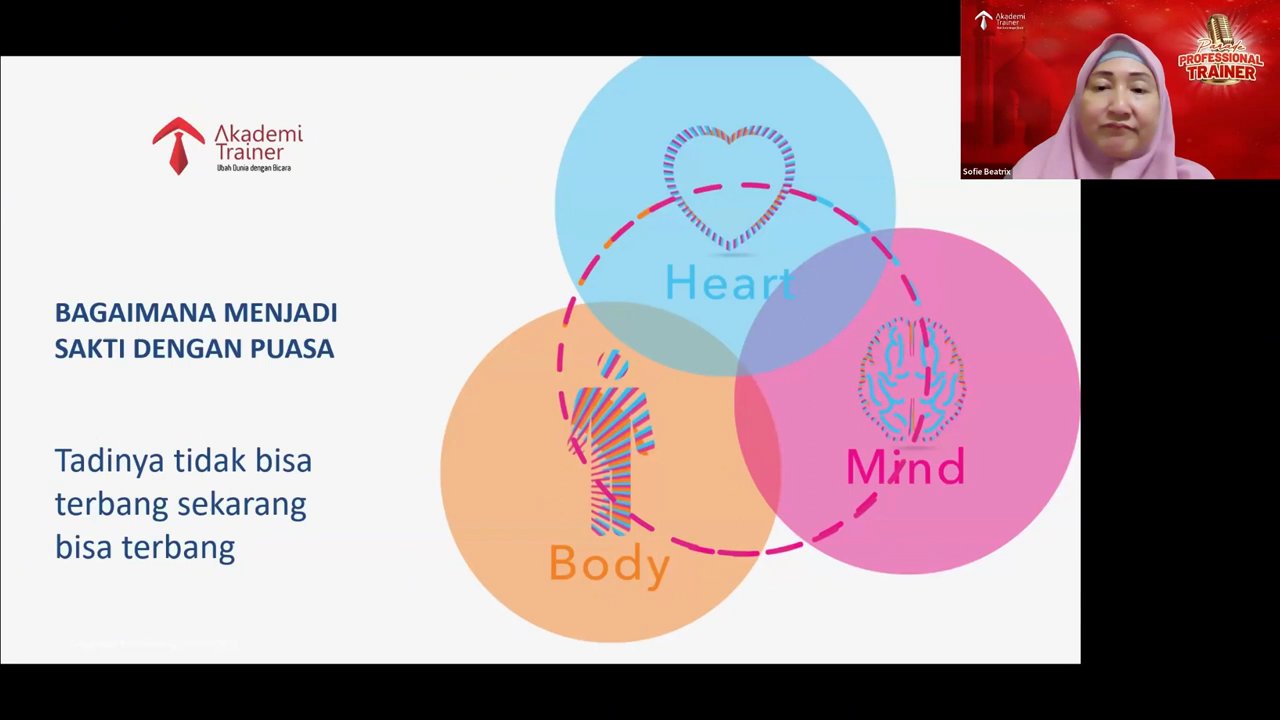 Akademi
Trainer
Ubah Dunia dengan Bicara
BAGAIMANA MENJADI
SAKTI DENGAN PUASA
Tadinya tidak bisa
terbang sekarang
bisa terbang
Heart
Mind
Body
Akademi
Trainer
PROFESSIONAL
TRAINER
Sofie Beatrix